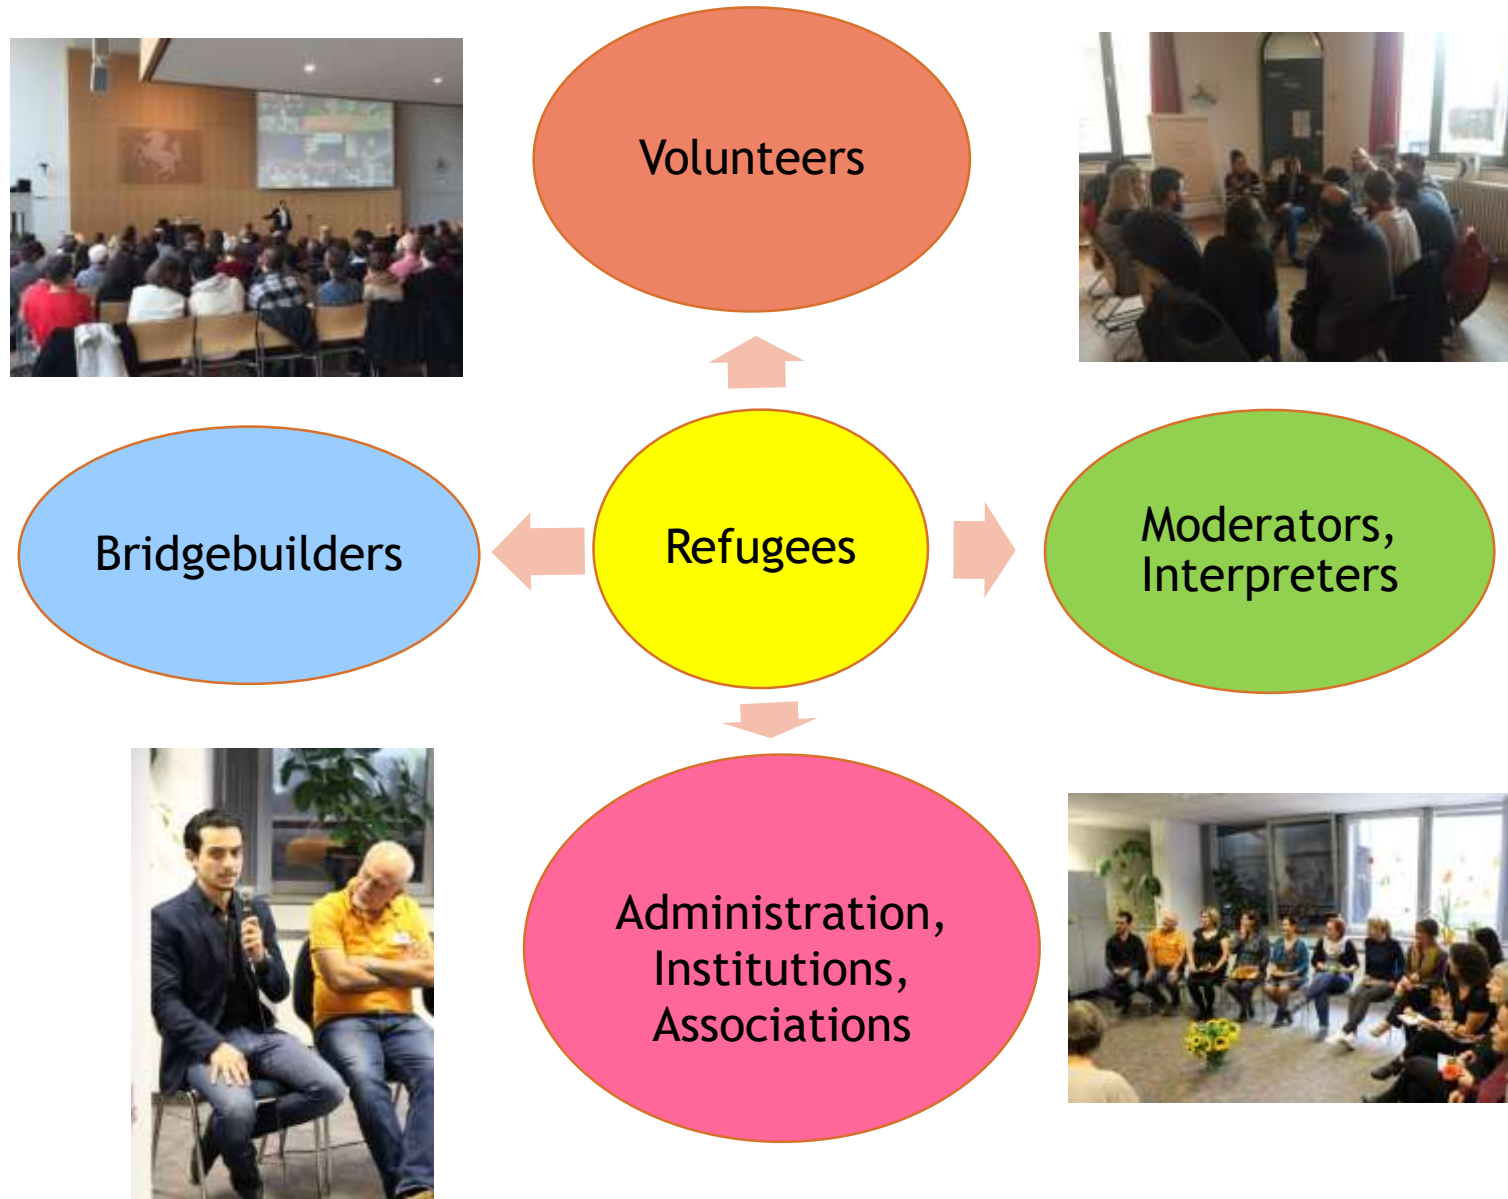 Volunteers
Bridgebuilders
Refugees
Moderators,
Interpreters
Administration,
Institutions,
Associations